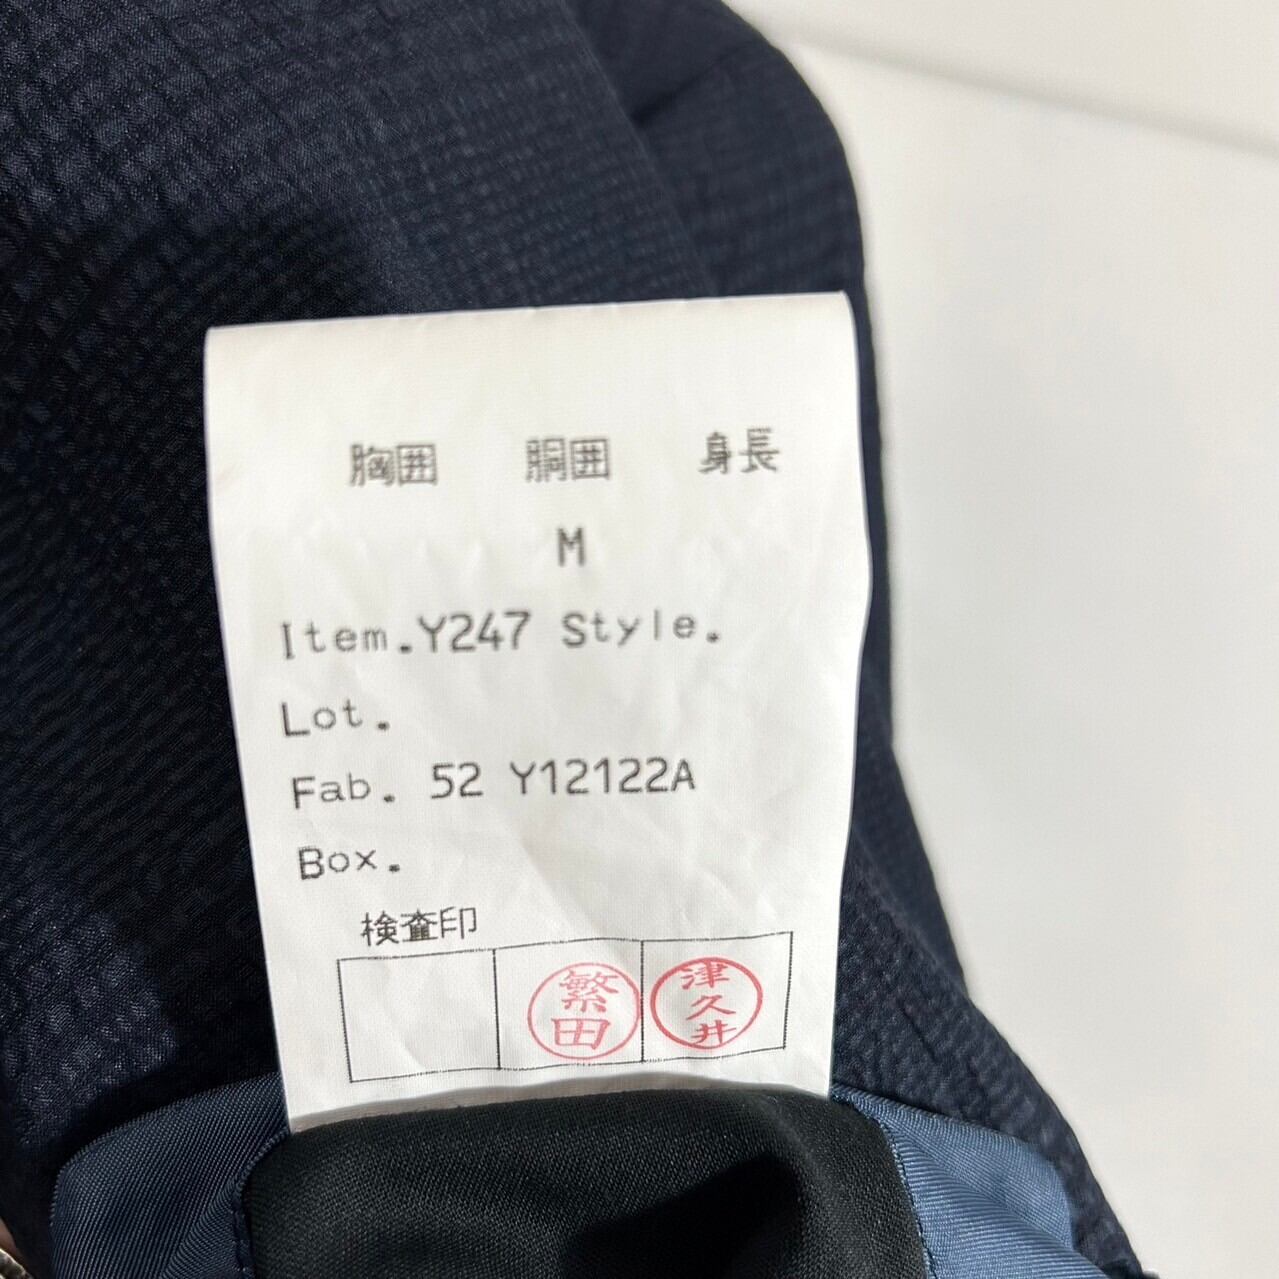 胸囲 胴囲 身長
M
Item.Y247 Style.
Lot.
Fab. 52 Y12122A
Box.
検査印
繁田 津久井